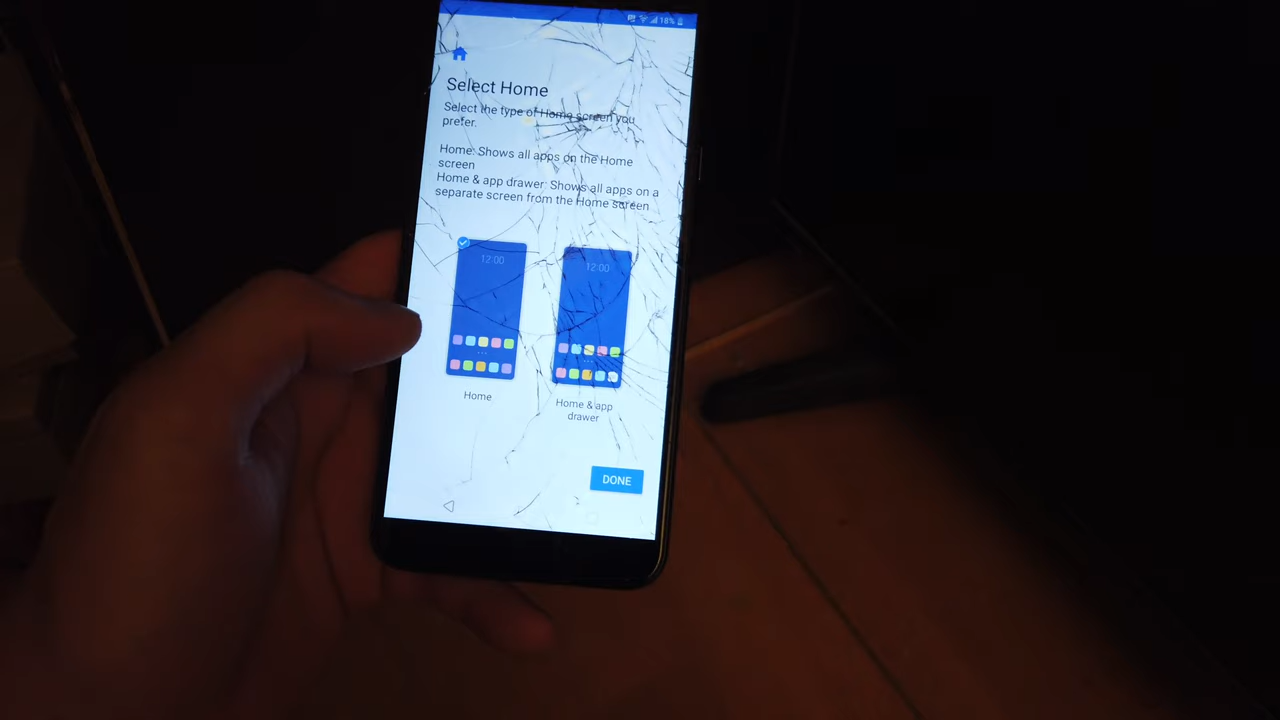 18%
Select Home
Select the type of Home screen you
prefer.
Home: Shows all apps on the Home
screen
Home & app drawer: Shows all apps on a
separate screen from the Home screen
12:00
12:00
Home
Home & app
drawer
DONE